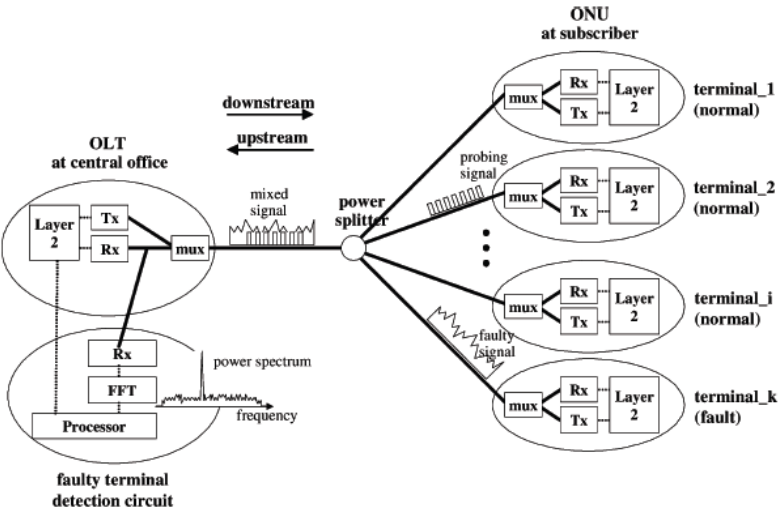 ONU
at subscriber
downstream
upstream
OLT
at central office
mixed
signal
power
splitter
probing
signal
faulty
signal
Layer
2
Tx
Rx
mux
mux
Rx
Tx
Layer
2
terminal_1
(normal)
mux
Rx
Tx
Layer
2
terminal_2
(normal)
mux
Rx
Tx
Layer
2
terminal_i
(normal)
mux
Rx
Tx
Layer
2
terminal_k
(fault)
Rx
FFT
Processor
power spectrum
frequency
faulty terminal
detection circuit